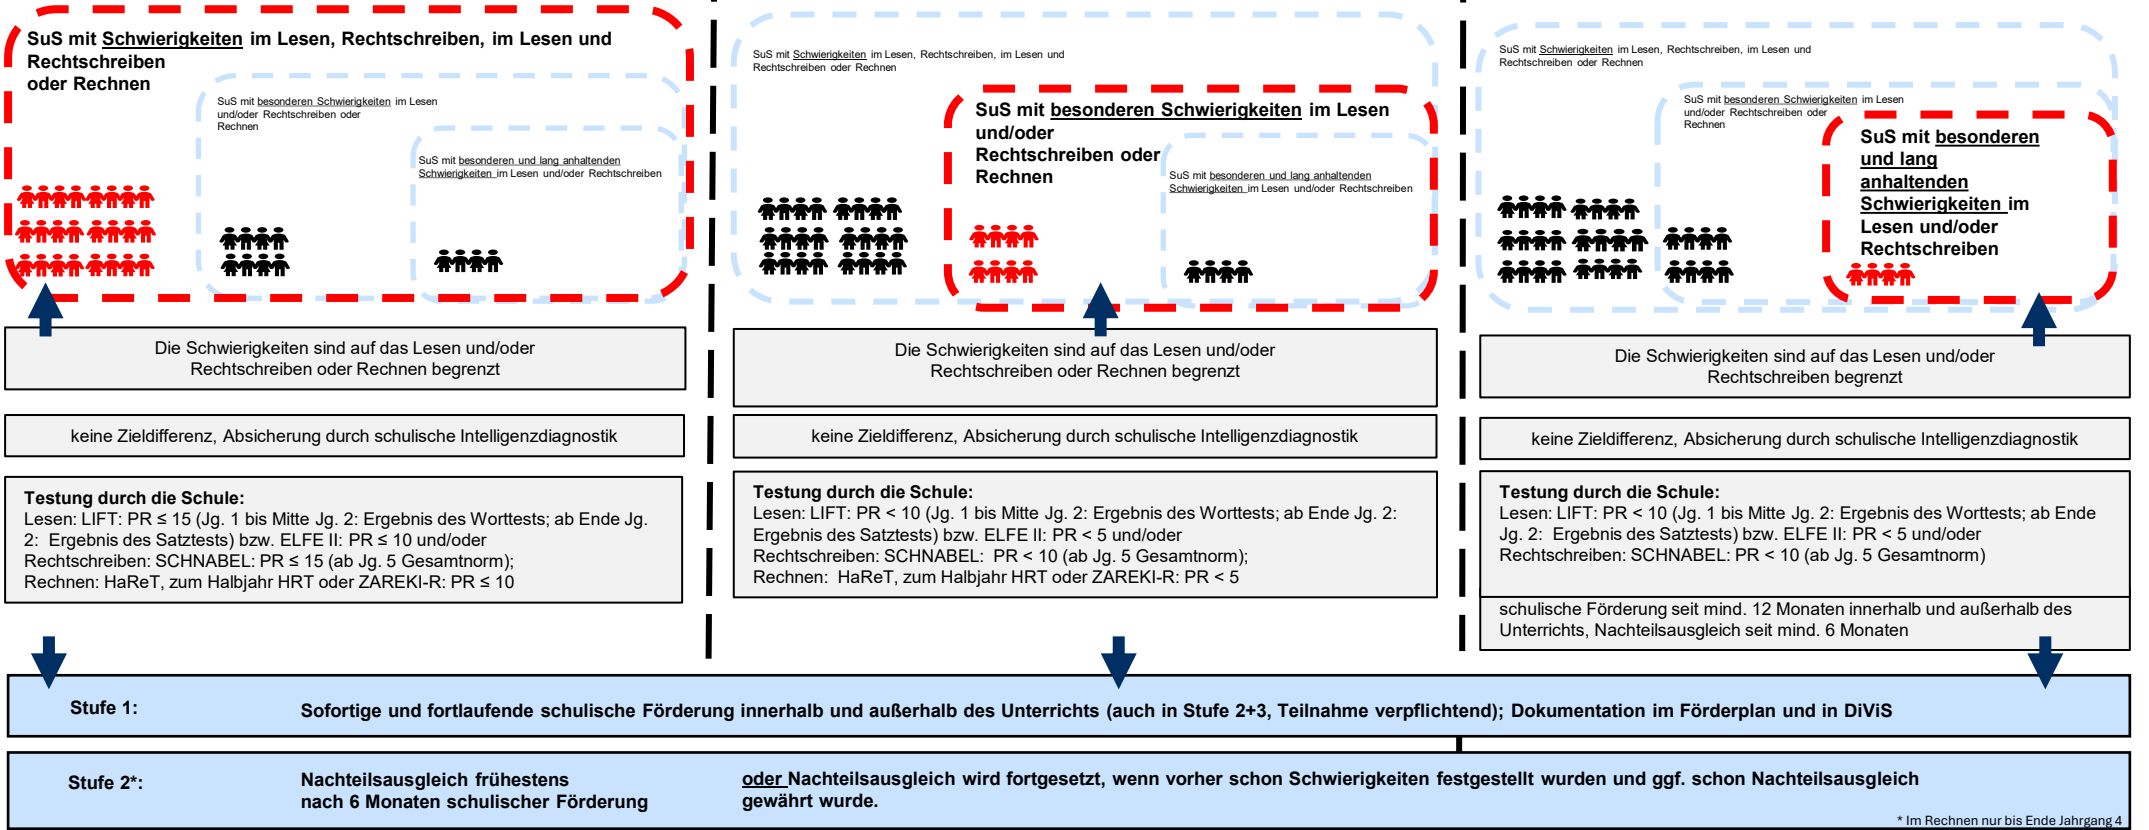 SuS mit Schwierigkeiten im Lesen, Rechtschreiben, im Lesen und
Rechtschreiben
oder Rechnen
SuS mit besonderen Schwierigkeiten im Lesen
und/oder Rechtschreiben oder
Rechnen
SuS mit besonderen und lang anhaltenden
Schwierigkeiten im Lesen und/oder Rechtschreiben
Die Schwierigkeiten sind auf das Lesen und/oder
Rechtschreiben oder Rechnen begrenzt
keine Zieldifferenz, Absicherung durch schulische Intelligenzdiagnostik
Testung durch die Schule:
Lesen: LIFT: PR ≤ 15 (Jg. 1 bis Mitte Jg. 2: Ergebnis des Worttests; ab Ende Jg.
2: Ergebnis des Satztests) bzw. ELFE II: PR ≤ 10 und/oder
Rechtschreiben: SCHNABEL: PR ≤ 15 (ab Jg. 5 Gesamtnorm);
Rechnen: HaReT, zum Halbjahr HRT oder ZAREKI-R: PR ≤ 10
SuS mit Schwierigkeiten im Lesen, Rechtschreiben, im Lesen und
Rechtschreiben oder Rechnen
SuS mit besonderen Schwierigkeiten im Lesen
und/oder
Rechtschreiben oder
Rechnen
SuS mit besonderen und lang anhaltenden
Schwierigkeiten im Lesen und/oder Rechtschreiben
Die Schwierigkeiten sind auf das Lesen und/oder
Rechtschreiben oder Rechnen begrenzt
keine Zieldifferenz, Absicherung durch schulische Intelligenzdiagnostik
Testung durch die Schule:
Lesen: LIFT: PR < 10 (Jg. 1 bis Mitte Jg. 2: Ergebnis des Worttests; ab Ende Jg. 2:
Ergebnis des Satztests) bzw. ELFE II: PR < 5 und/oder
Rechtschreiben: SCHNABEL: PR < 10 (ab Jg. 5 Gesamtnorm);
Rechnen: HaReT, zum Halbjahr HRT oder ZAREKI-R: PR < 5
SuS mit Schwierigkeiten im Lesen, Rechtschreiben, im Lesen und
Rechtschreiben oder Rechnen
SuS mit besonderen Schwierigkeiten im Lesen
und/oder Rechtschreiben oder
Rechnen
SuS mit besonderen
und lang
anhaltenden
Schwierigkeiten im
Lesen und/oder
Rechtschreiben
Die Schwierigkeiten sind auf das Lesen und/oder
Rechtschreiben begrenzt
keine Zieldifferenz, Absicherung durch schulische Intelligenzdiagnostik
Testung durch die Schule:
Lesen: LIFT: PR < 10 (Jg. 1 bis Mitte Jg. 2: Ergebnis des Worttests; ab Ende
Jg. 2: Ergebnis des Satztests) bzw. ELFE II: PR < 5 und/oder
Rechtschreiben: SCHNABEL: PR < 10 (ab Jg. 5 Gesamtnorm)
schulische Förderung seit mind. 12 Monaten innerhalb und außerhalb des
Unterrichts, Nachteilsausgleich seit mind. 6 Monaten
Stufe 1: Sofortige und fortlaufende schulische Förderung innerhalb und außerhalb des Unterrichts (auch in Stufe 2+3, Teilnahme verpflichtend); Dokumentation im Förderplan und in DiViS
Stufe 2*:
Nachteilsausgleich frühestens
nach 6 Monaten schulischer Förderung
oder Nachteilsausgleich wird fortgesetzt, wenn vorher schon Schwierigkeiten festgestellt wurden und ggf. schon Nachteilsausgleich
gewährt wurde.
* Im Rechnen nur bis Ende Jahrgang 4